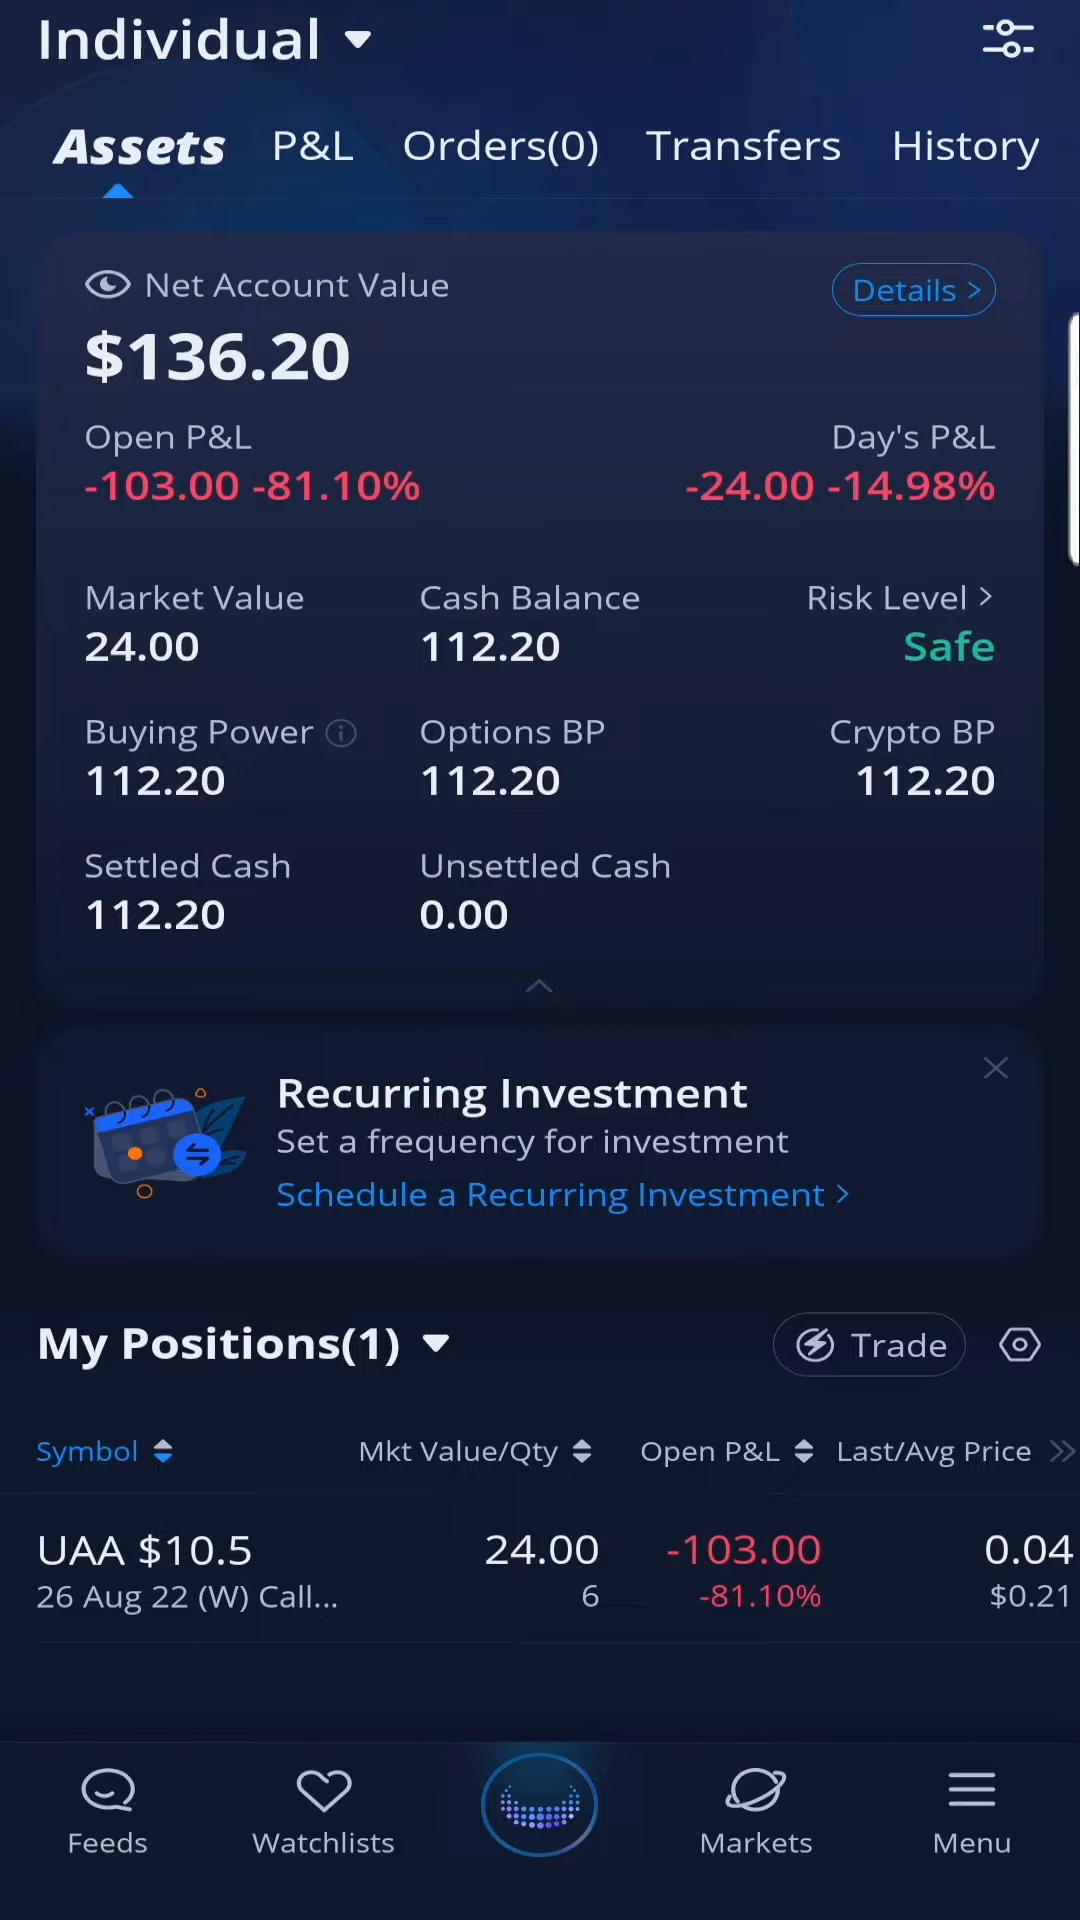 Individual
Assets P&L Orders(0) Transfers History
Net Account Value
Details >
$136.20
Open P&L Day's P&L
-103.00 -81.10% -24.00 -14.98%
Market Value Cash Balance Risk Level >
24.00 112.20 Safe
Buying Power Options BP Crypto BP
112.20 112.20 112.20
Settled Cash Unsettled Cash
112.20 0.00
Recurring Investment
Set a frequency for investment
Schedule a Recurring Investment >
My Positions(1) Trade
Symbol Mkt Value/Qty Open P&L Last/Avg Price
UAA $10.5 24.00 -103.00 0.04
26 Aug 22 (W) Call... 6 -81.10% $0.21
Feeds Watchlists Markets Menu